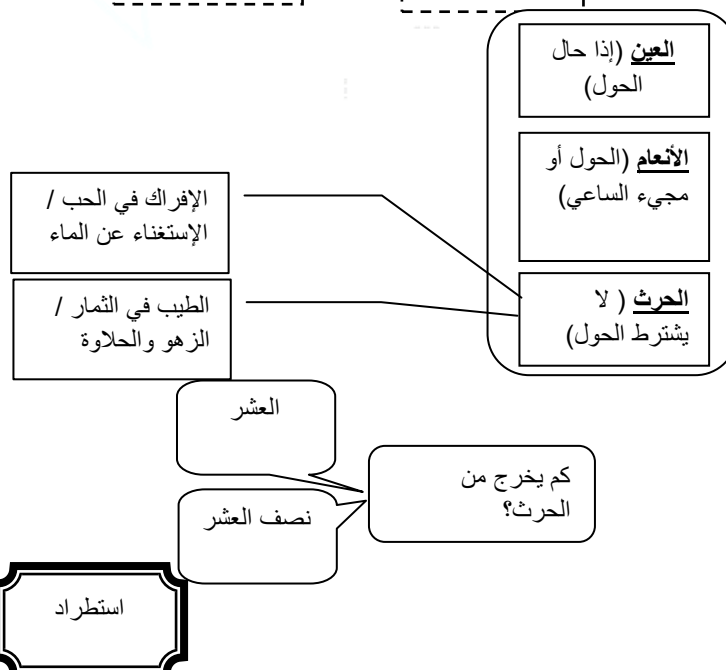 العين (إذا حال
الحول)
الأنعام (الحول أو
مجيء الساعي)
الحرث ( لا
يشترط الحول)
الإفراك في الحب /
الإستغناء عن الماء
الطيب في الثمار /
الزهو والحلاوة
كم يخرج من
الحرث؟
العشر
نصف العشر
استطراد